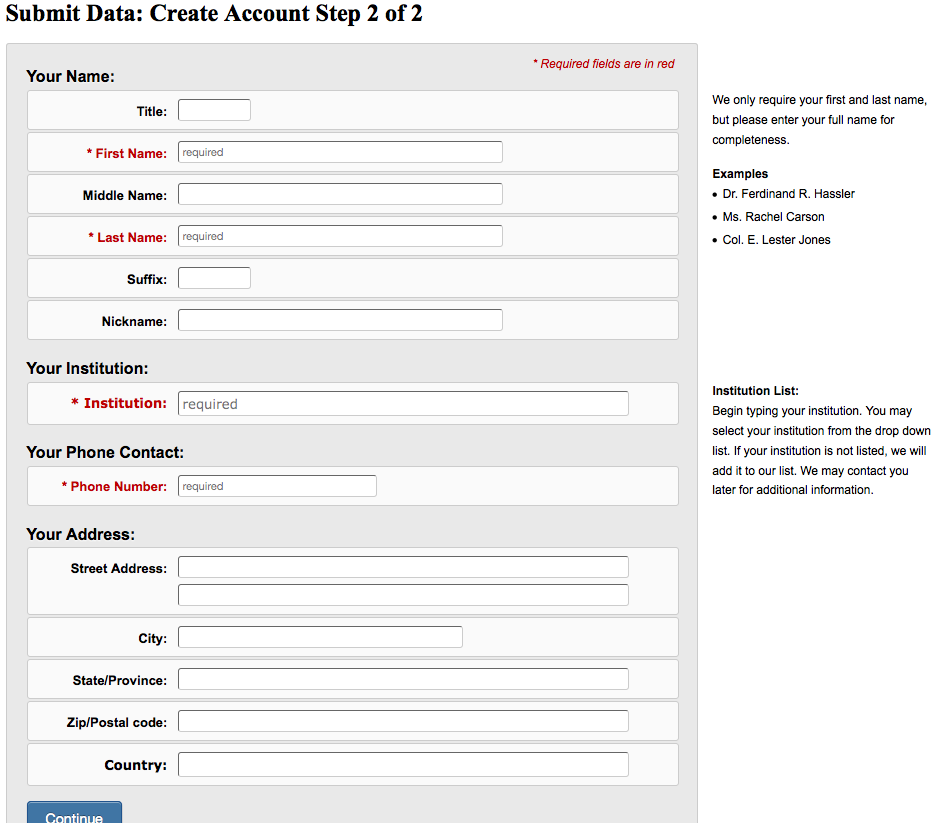 Submit Data: Create Account Step 2 of 2
* Required fields are in red
Your Name:
Title:
* First Name: required
Middle Name:
* Last Name: required
Suffix:
Nickname:
We only require your first and last name,
but please enter your full name for
completeness.
Examples
• Dr. Ferdinand R. Hassler
• Ms. Rachel Carson
• Col. E. Lester Jones
Your Institution:
* Institution: required
Institution List:
Begin typing your institution. You may
select your institution from the drop down
list. If your institution is not listed, we will
add it to our list. We may contact you
later for additional information.
Your Phone Contact:
* Phone Number: required
Your Address:
Street Address:
City:
State/Province:
Zip/Postal code:
Country:
Continue